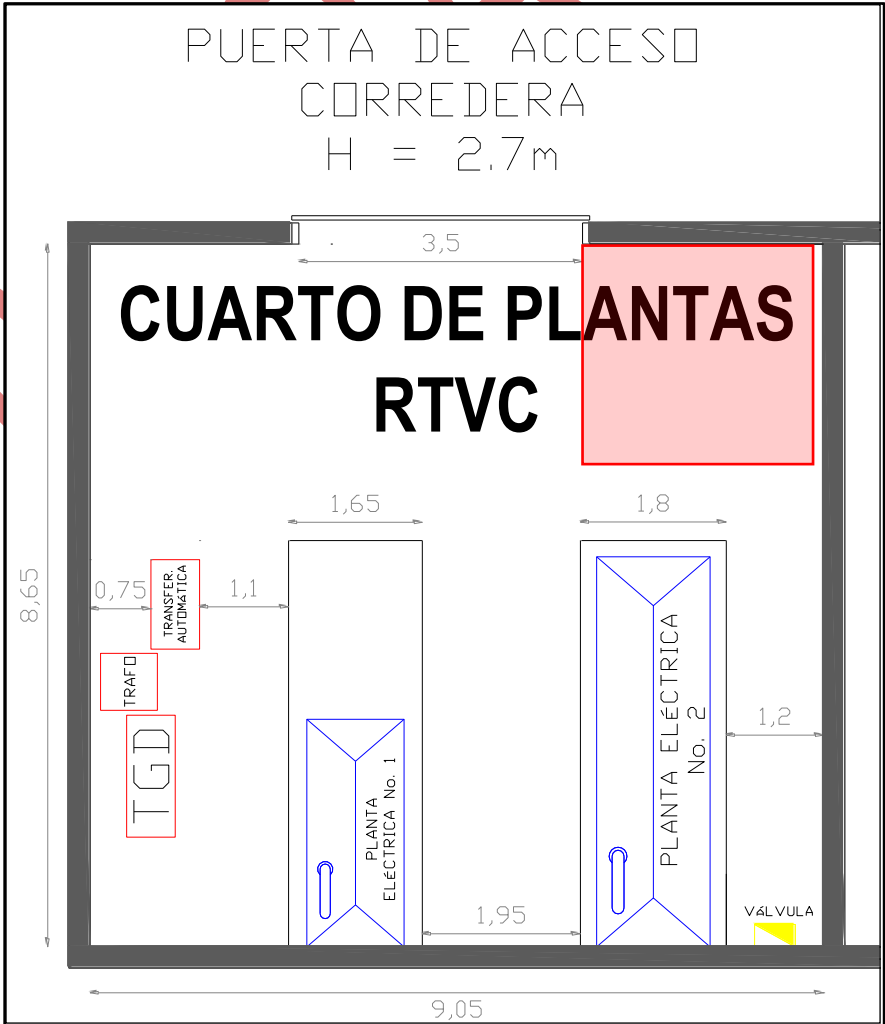 PUERTA DE ACCESO
CORREDERA
H = 2.7m
3,5
CUARTO DE PLANTAS
RTVC
1,65
1,8
8,65
0,75
TRANSFER.
AUTOMáTICA
1,1
TRAFO
TGD
PLANTA
ELéCTRICA No. 1
PLANTA ELéCTRICA
No. 2
1,2
1,95
VáLVULA
9,05